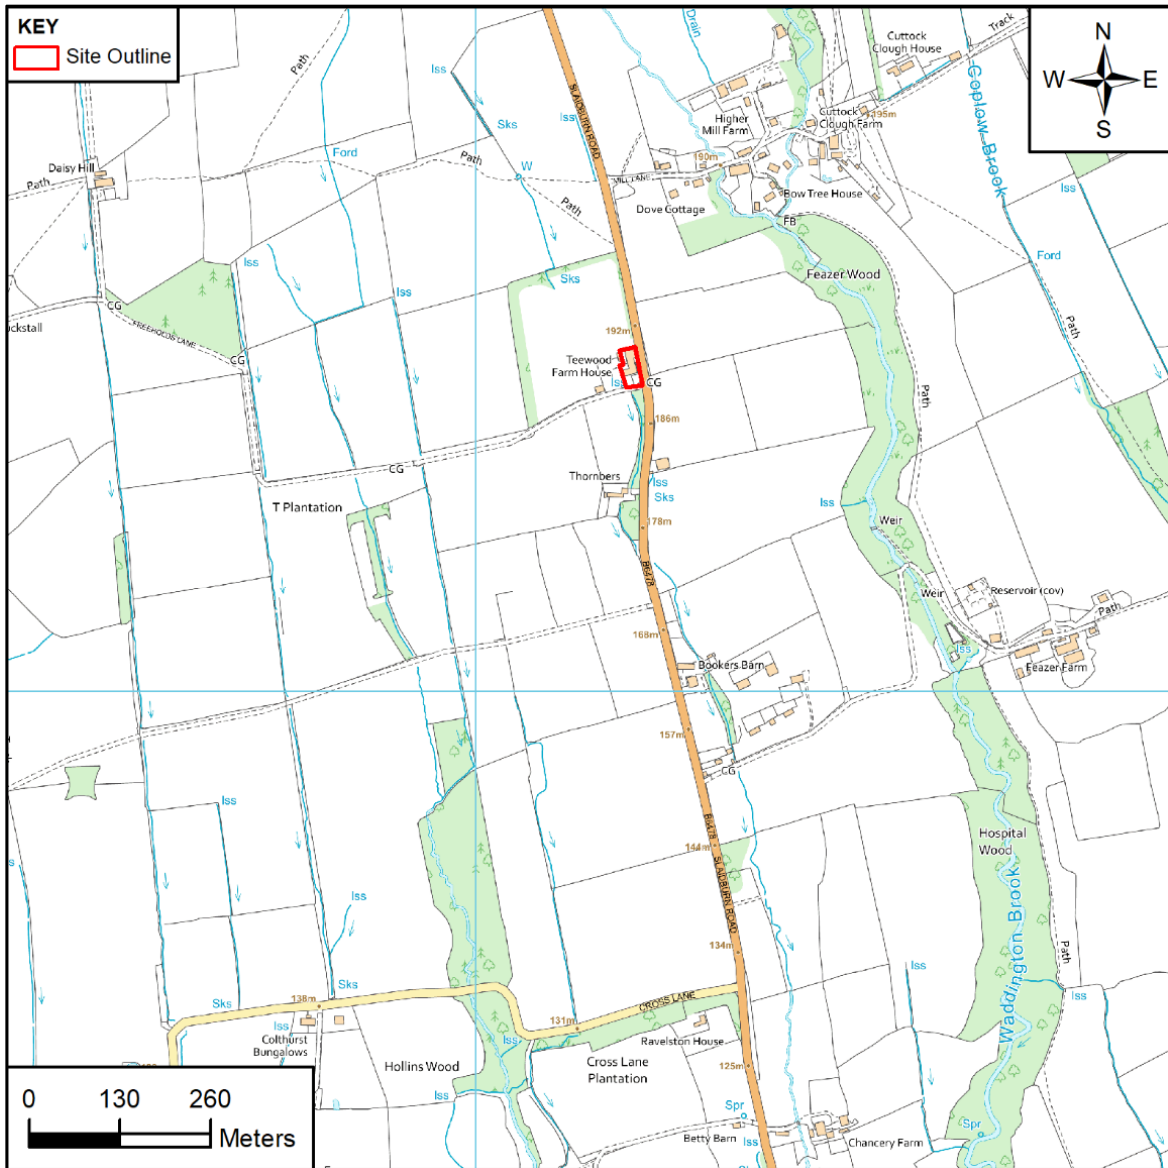 KEY
Site Outline
N
W
E
S
Path
Iss
Sks
Iss
SLAIDBURN ROAD
Drain
Higher
Mill Farm
Cuttock
Clough House
Track
Cuttock
Clough Farm
195m
Coplow Brook
Iss
Ford
Daisy Hill
Path
Path
W
190m
MILL LANE
Dove Cottage
Bow Tree House
FB
Path
Iss
Iss
Sks
Feazer Wood
Ford
Path
CG
FREEHOLDS LANE
CG
uckstall
192m
Teewood
Farm House
Iss
CG
186m
Path
CG
Thornbers
Iss
Sks
T Plantation
178m
Iss
Weir
B6478
Weir
Reservoir (cov)
Path
168m
Iss
Feazer Farm
Bookers Barn
157m
CG
Iss
B6478
144m
SLAIDBURN ROAD
Hospital
Wood
Waddington Brook
Iss
134m
Iss
Path
Iss
Sks
Sks
138m
CROSS LANE
Iss
131m
Iss
Colthurst
Bungalows
Ravelston House
Hollins Wood
Cross Lane
Plantation
125m
Iss
Spr
Spr
Betty Barn
Iss
Chancery Farm
0
130
260
Meters